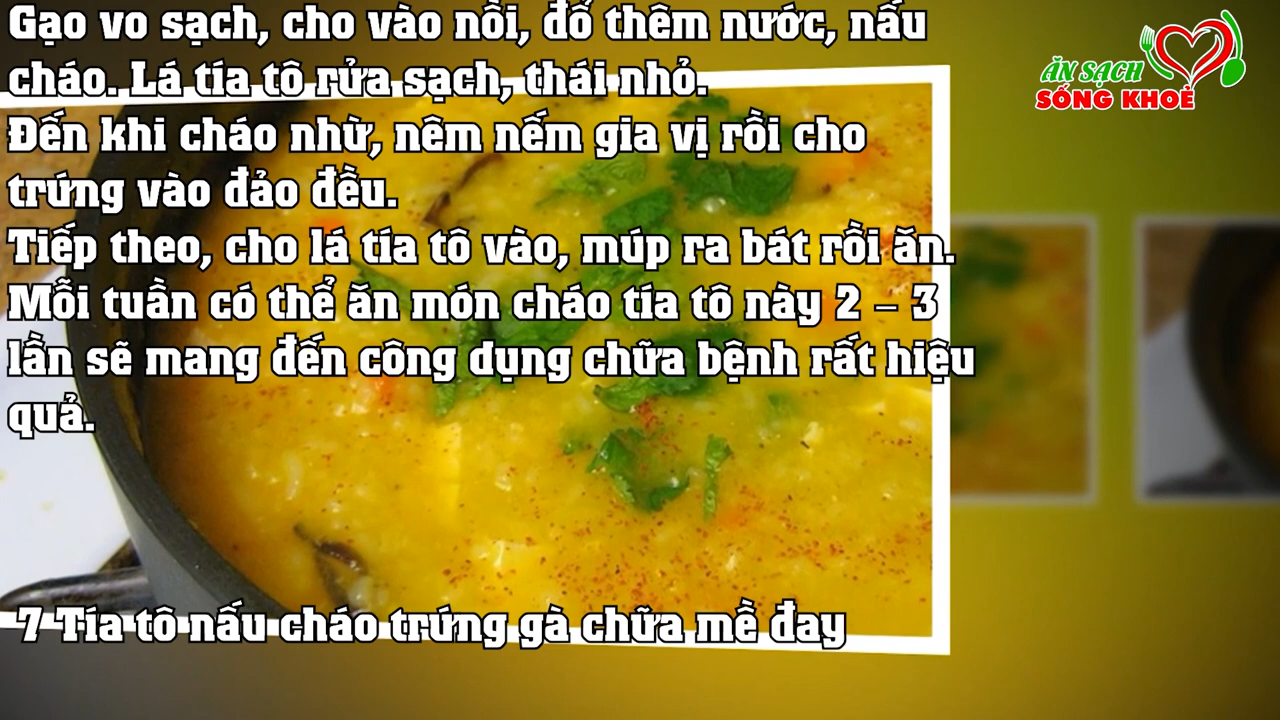 Gạo vo sạch, cho vào nồi, đổ thêm nước, nấu
cháo. Lá tía tô rửa sạch, thái nhỏ.
Đến khi cháo nhừ, nêm nếm gia vị rồi cho
trứng vào đảo đều.
Tiếp theo, cho lá tía tô vào, múp ra bát rồi ăn.
Mỗi tuần có thể ăn món cháo tía tô này 2 – 3
lần sẽ mang đến công dụng chữa bệnh rất hiệu
quả.
7 Tía tô nấu cháo trứng gà chữa mề đay
ĂN SẠCH
SỐNG KHOẺ